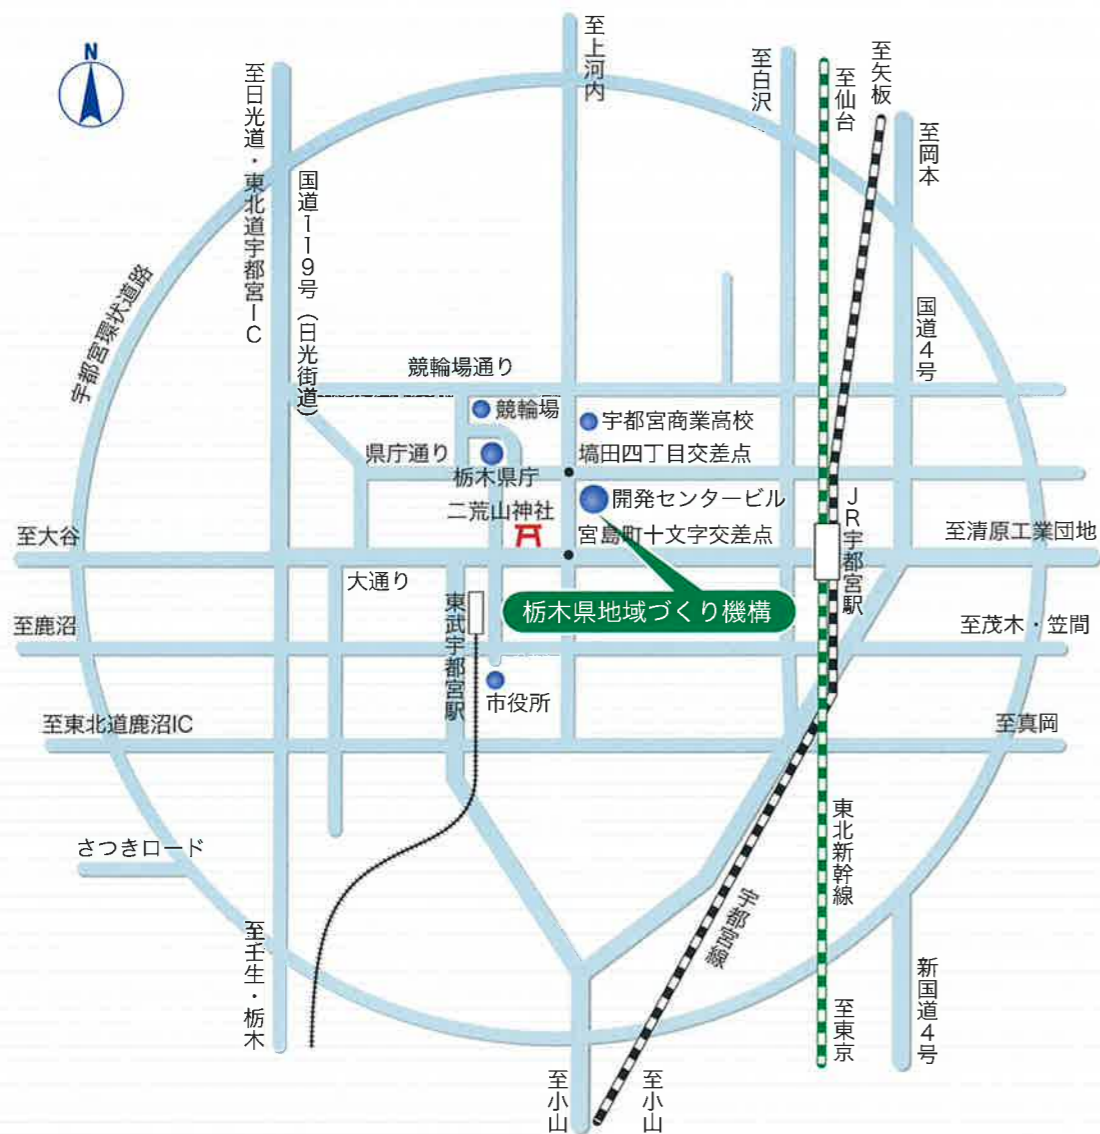 N
至上河内
至日光道・東北道宇都宮IC
国道119号（日光街道）
至白沢
至仙台
至矢板
至岡本
国道4号
宇都宮環状道路
競輪場通り
競輪場
宇都宮商業高校
県庁通り
塙田四丁目交差点
栃木県庁
開発センタービル
二荒山神社
宮島町十文字交差点
JR宇都宮駅
至大谷
至清原工業団地
大通り
栃木県地域づくり機構
東武宇都宮駅
至鹿沼
至茂木・笠間
市役所
至東北道鹿沼IC
至真岡
さつきロード
東北新幹線
宇都宮線
至壬生・栃木
新国道4号
至東京
至小山
至小山